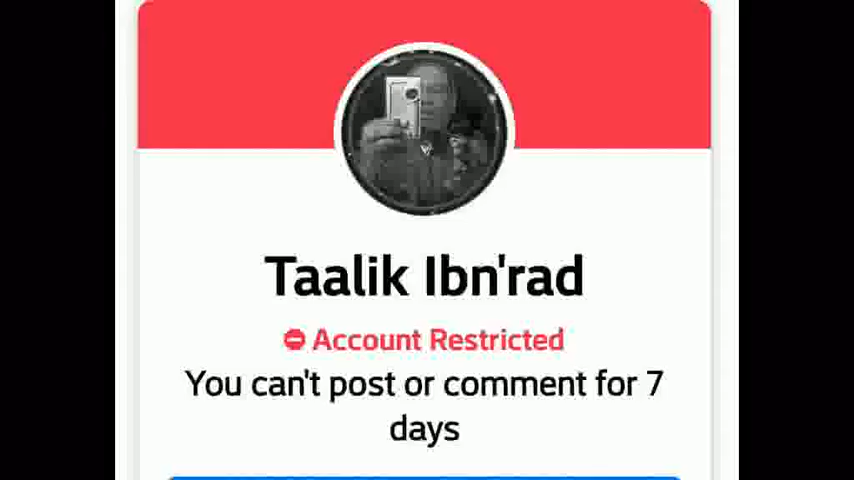 Taalik Ibn'rad
Account Restricted
You can't post or comment for 7
days